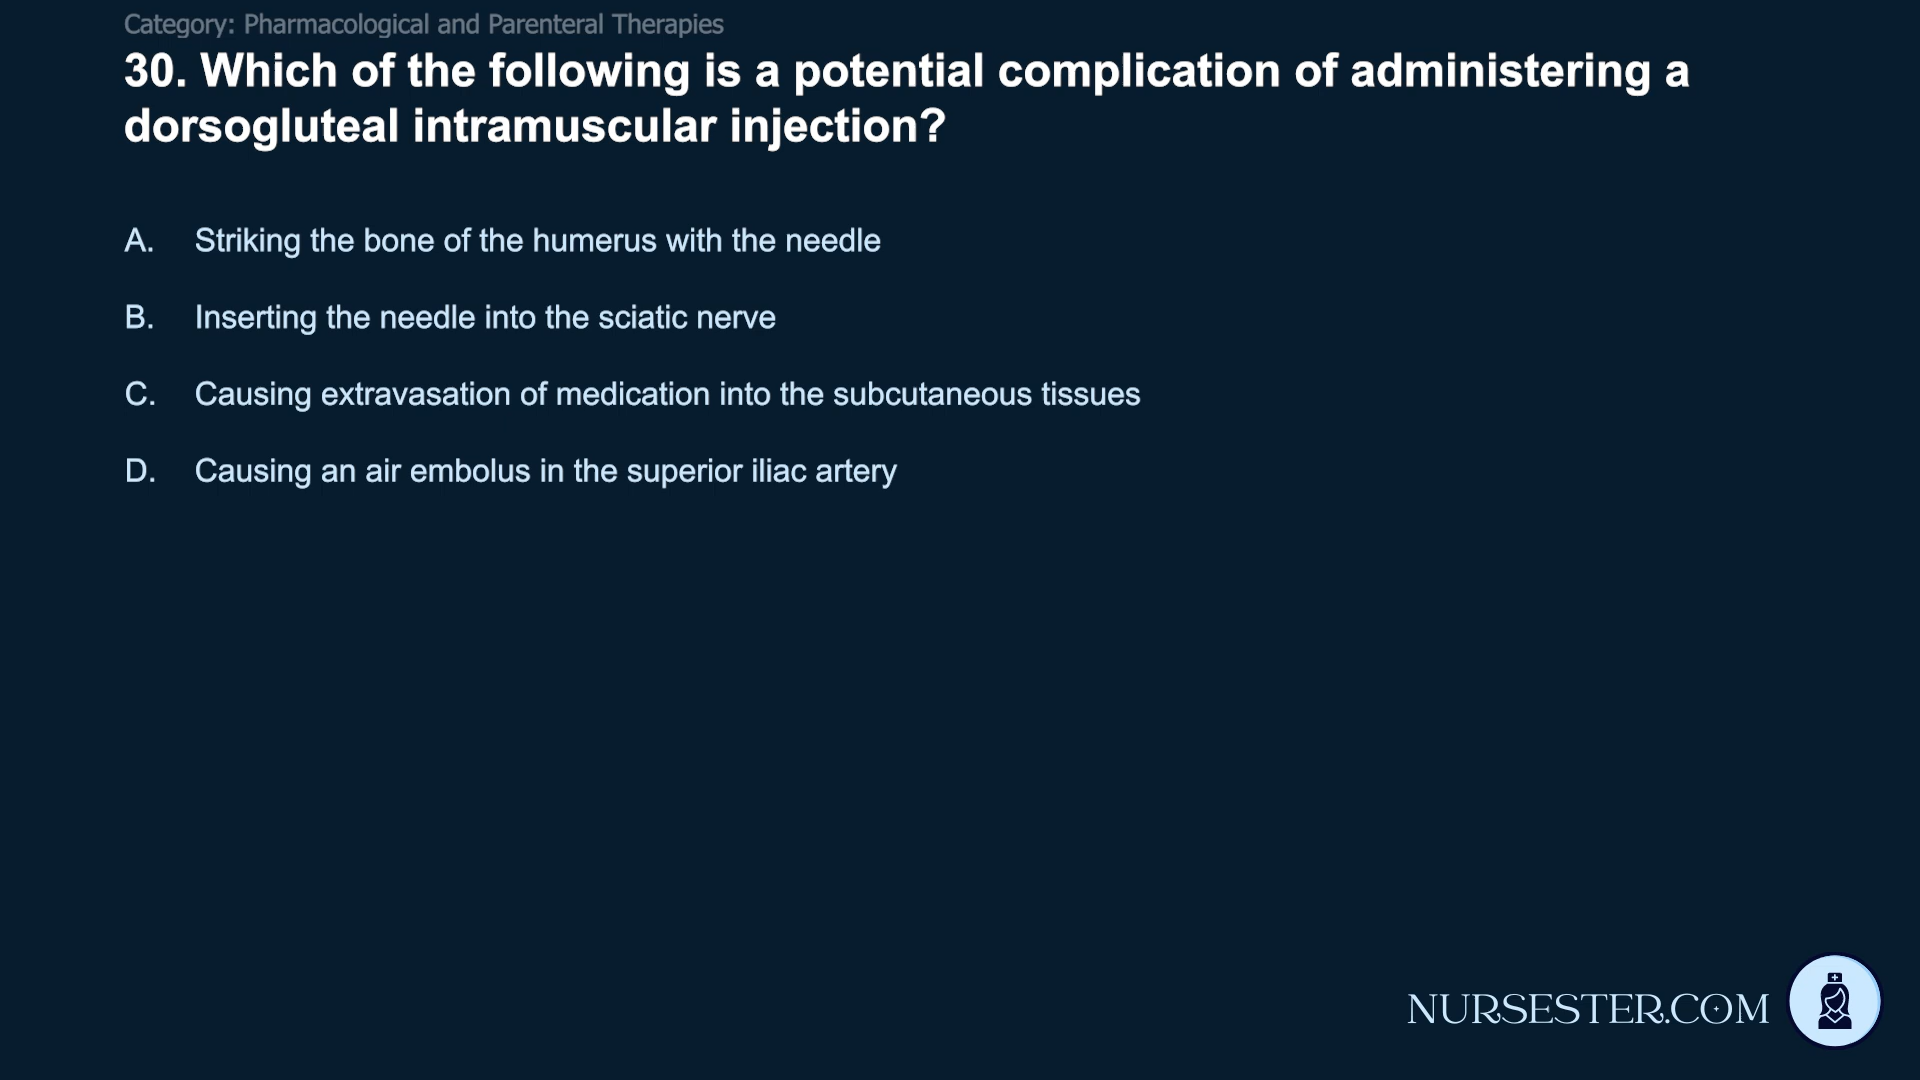 Category: Pharmacological and Parenteral Therapies
30. Which of the following is a potential complication of administering a
dorsogluteal intramuscular injection?
A. Striking the bone of the humerus with the needle
B. Inserting the needle into the sciatic nerve
C. Causing extravasation of medication into the subcutaneous tissues
D. Causing an air embolus in the superior iliac artery
NURSESTER.COM